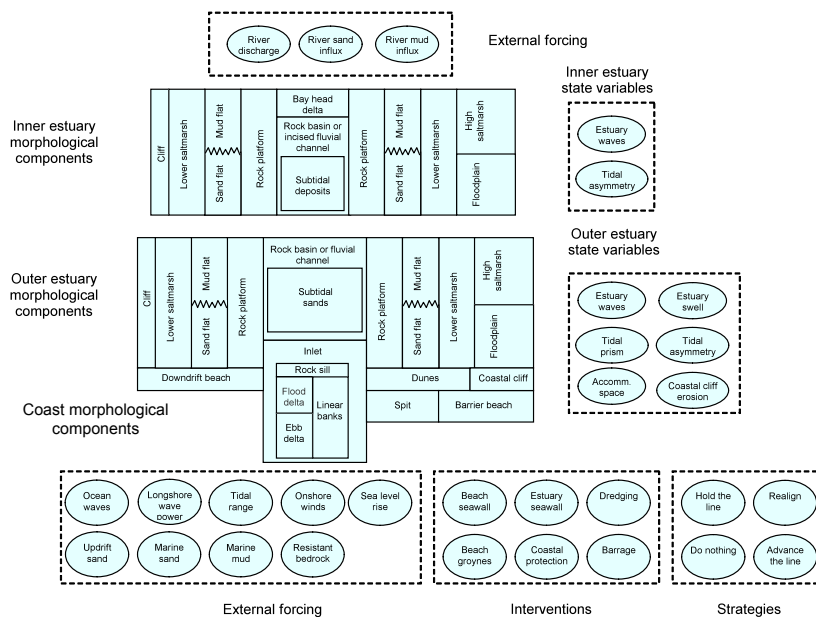 River
discharge
River sand
influx
River mud
influx
External forcing
Inner estuary
state variables
Estuary
waves
Tidal
asymmetry
Inner estuary
morphological
components
Cliff
Lower saltmarsh
Mud flat
Sand flat
Rock platform
Bay head
delta
Rock basin or
incised fluvial
channel
Subtidal
deposits
Rock platform
Mud flat
Sand flat
Lower saltmarsh
High
saltmarsh
Floodplain
Outer estuary
state variables
Estuary
waves
Estuary
swell
Tidal
prism
Tidal
asymmetry
Accomm.
space
Coastal cliff
erosion
Outer estuary
morphological
components
Cliff
Lower saltmarsh
Mud flat
Sand flat
Rock platform
Rock basin or fluvial
channel
Subtidal
sands
Rock platform
Mud flat
Sand flat
Lower saltmarsh
High
saltmarsh
Floodplain
Coast morphological
components
Downdrift beach
Inlet
Rock sill
Flood
delta
Ebb
delta
Linear
banks
Dunes
Coastal cliff
Spit
Barrier beach
Ocean
waves
Longshore
wave
power
Tidal
range
Onshore
winds
Sea level
rise
Updrift
sand
Marine
sand
Marine
mud
Resistant
bedrock
External forcing
Beach
seawall
Estuary
seawall
Dredging
Beach
groynes
Coastal
protection
Barrage
Interventions
Hold the
line
Realign
Do nothing
Advance
the line
Strategies